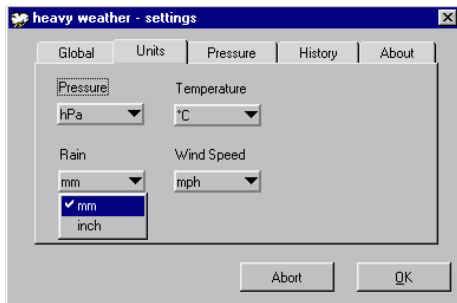 heavy weather - settings
Global Units Pressure History About
Pressure Temperature
hPa °C
Rain Wind Speed
mm mph
mm
inch
Abort OK